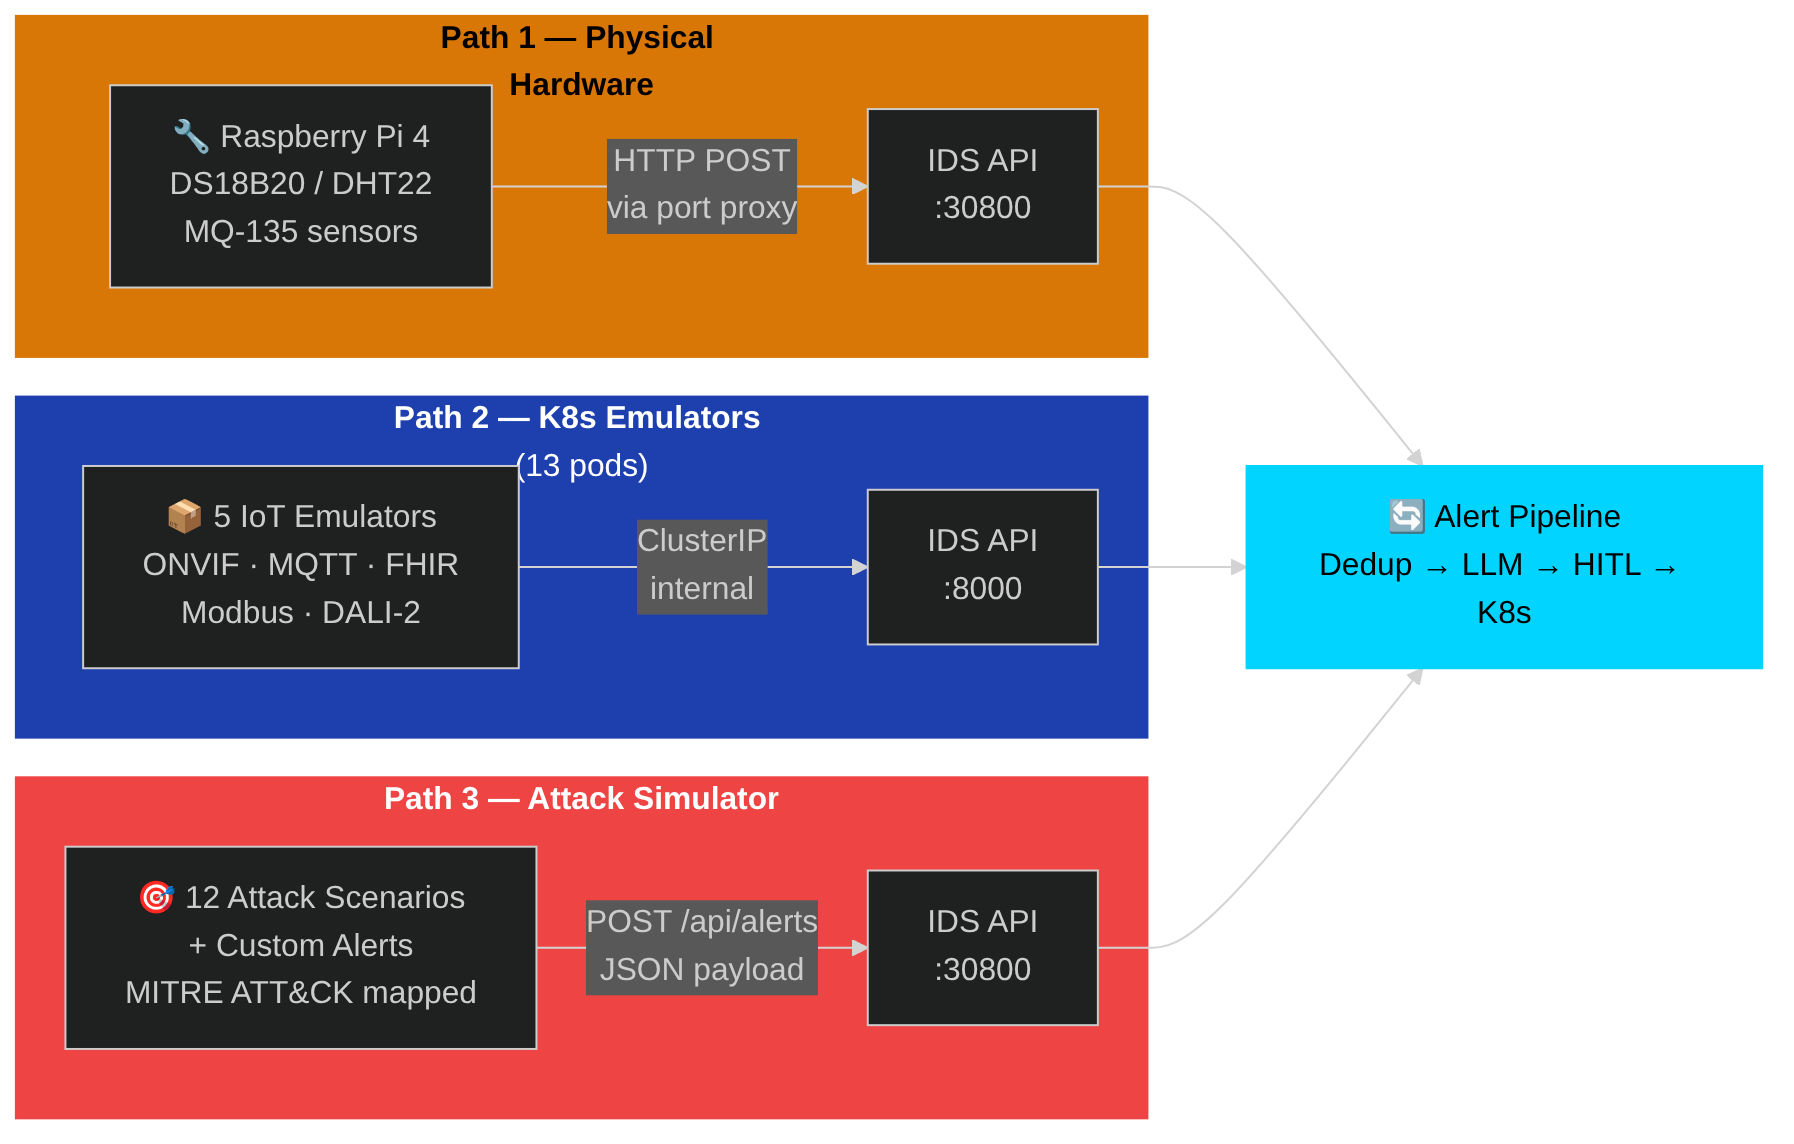 Path 1 — Physical
Hardware
🔧 Raspberry Pi 4
DS18B20 / DHT22
MQ-135 sensors
HTTP POST
via port proxy
IDS API
:30800
Path 2 — K8s Emulators
(13 pods)
📦 5 IoT Emulators
ONVIF · MQTT · FHIR
Modbus · DALI-2
ClusterIP
internal
IDS API
:8000
Path 3 — Attack Simulator
🎯 12 Attack Scenarios
+ Custom Alerts
MITRE ATT&CK mapped
POST /api/alerts
JSON payload
IDS API
:30800
🔄 Alert Pipeline
Dedup → LLM → HITL →
K8s